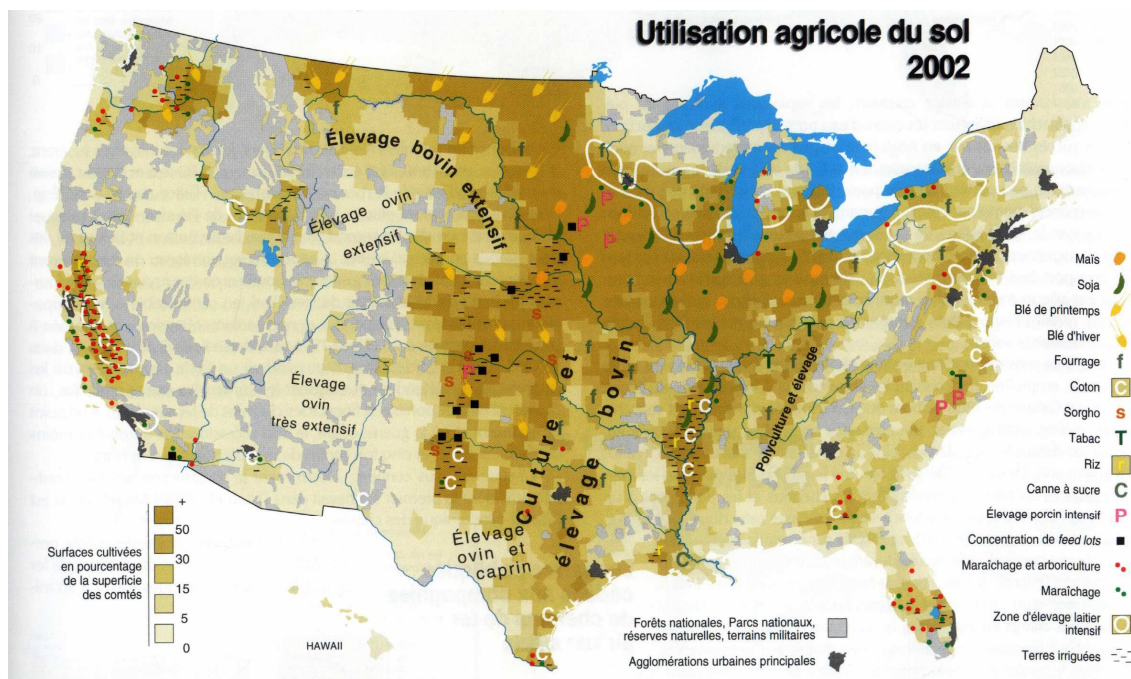 Utilisation agricole du sol
2002
Élevage bovin extensif
Élevage ovin
extensif
Élevage
ovin
très extensif
Culture et
élevage bovin
Élevage
ovin et
caprin
Polyculture et élevage
HAWAII
Surfaces cultivées
en pourcentage
de la superficie
des comtés
+
50
30
15
5
0
Forêts nationales, Parcs nationaux,
réserves naturelles, terrains militaires
Agglomérations urbaines principales
Maïs
Soja
Blé de printemps
Blé d'hiver
f Fourrage
C Coton
S Sorgho
T Tabac
r Riz
C Canne à sucre
P Élevage porcin intensif
Concentration de feed lots
Maraîchage et arboriculture
Maraîchage
Zone d'élevage laitier
intensif
Terres irriguées